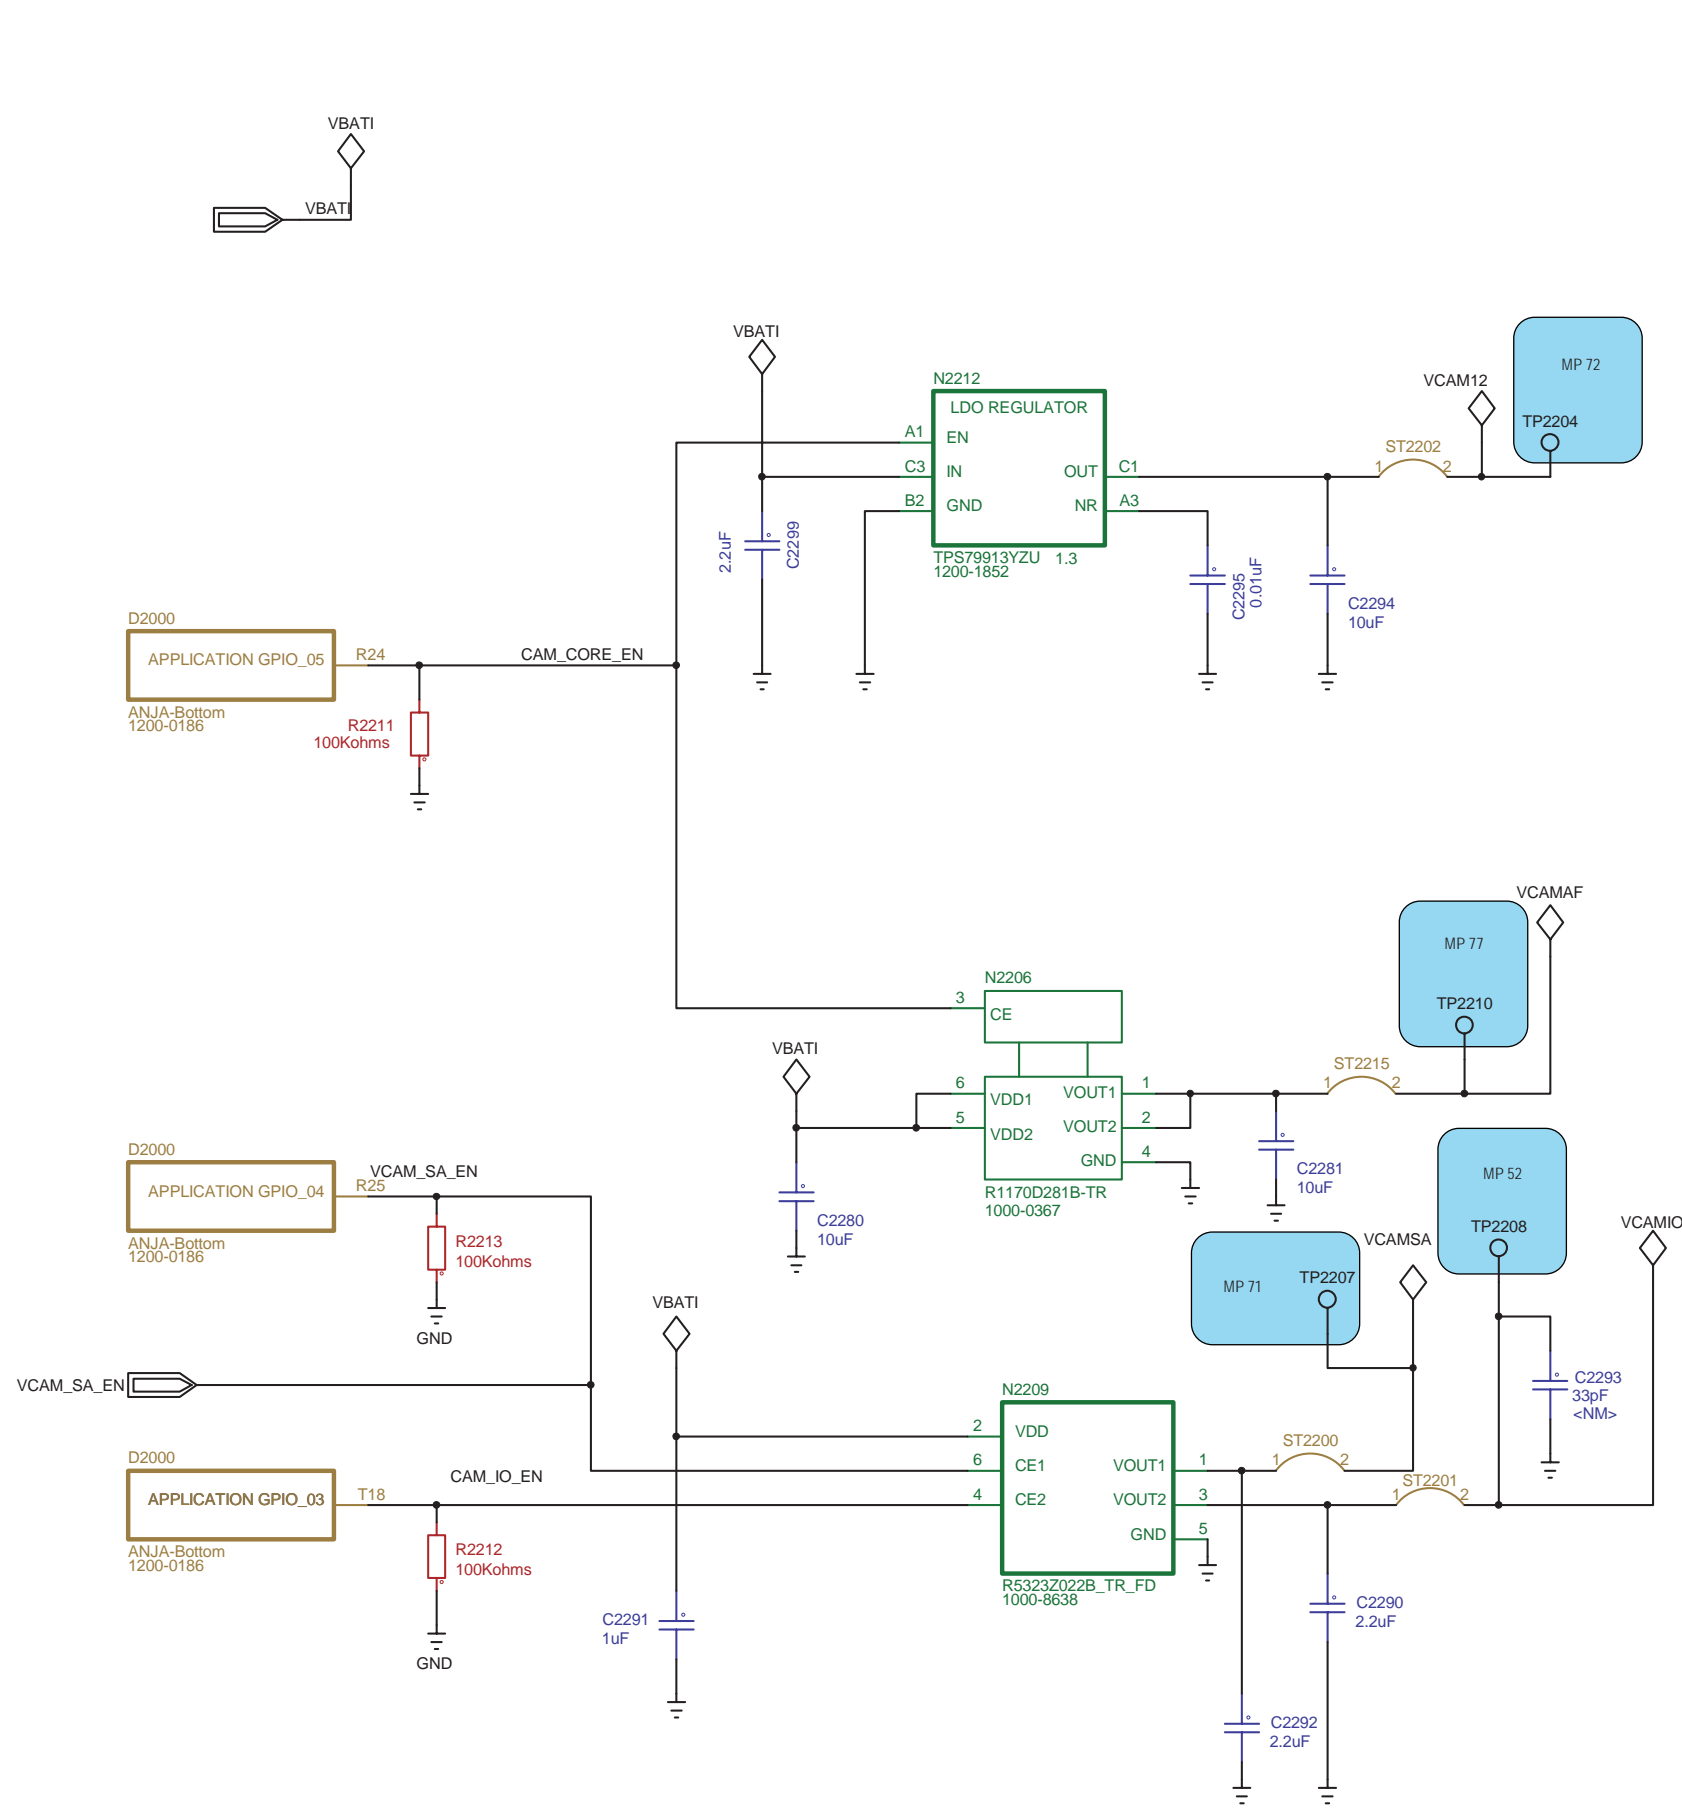 VBATI
VBATI
VBATI
N2212
LDO REGULATOR
A1
EN
C3
IN
OUT
C1
B2
GND
NR
A3
TPS79913YZU 1.3
1200-1852
2.2uF
C2299
C2295
0.01uF
C2294
10uF
ST2202
1
2
VCAM12
MP 72
TP2204
D2000
APPLICATION GPIO_05
R24
CAM_CORE_EN
ANJA-Bottom
1200-0186
R2211
100Kohms
VCAMAF
MP 77
TP2210
N2206
3
CE
VBATI
6
VDD1
VOUT1
1
5
VDD2
VOUT2
2
GND
4
R1170D281B-TR
1000-0367
ST2215
1
2
C2281
10uF
C2280
10uF
D2000
APPLICATION GPIO_04
VCAM_SA_EN
R25
ANJA-Bottom
1200-0186
R2213
100Kohms
GND
MP 52
TP2208
VCAMIO
VCAMSA
MP 71
TP2207
VBATI
VCAM_SA_EN
C2293
33pF
<NM>
N2209
2
VDD
6
CE1
VOUT1
1
4
CE2
VOUT2
3
GND
5
R5323Z022B_TR_FD
1000-8638
ST2200
1
2
ST2201
1
2
D2000
APPLICATION GPIO_03
T18
CAM_IO_EN
ANJA-Bottom
1200-0186
R2212
100Kohms
GND
C2291
1uF
C2290
2.2uF
C2292
2.2uF